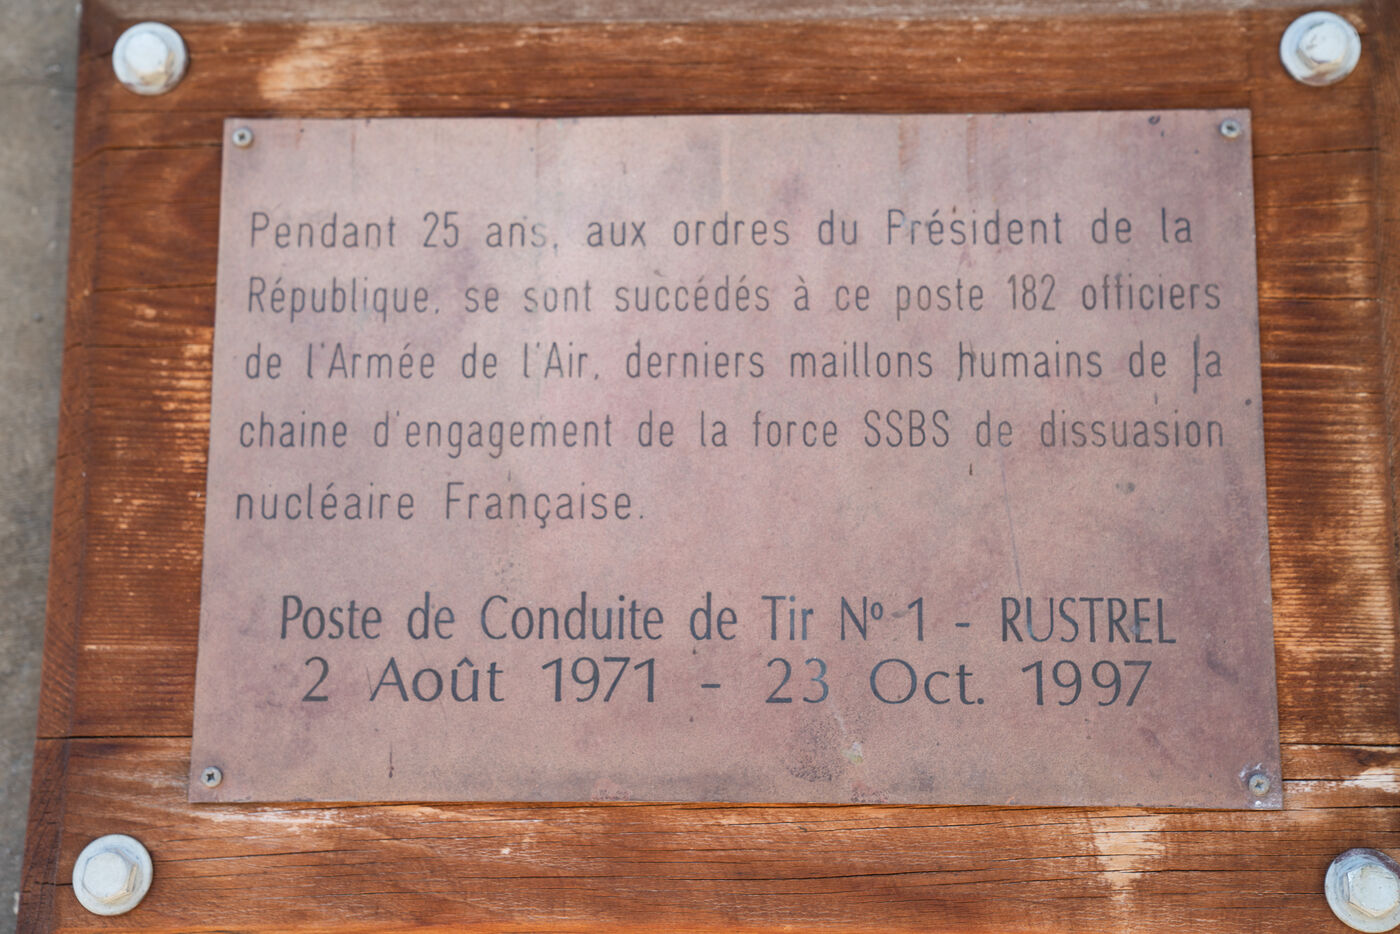 Pendant 25 ans, aux ordres du Président de la
République, se sont succédés à ce poste 182 officiers
de l'Armée de l'Air, derniers maillons humains de la
chaine d'engagement de la force SSBS de dissuasion
nucléaire Française.
Poste de Conduite de Tir Nº 1 - RUSTREL
2 Août 1971 - 23 Oct. 1997